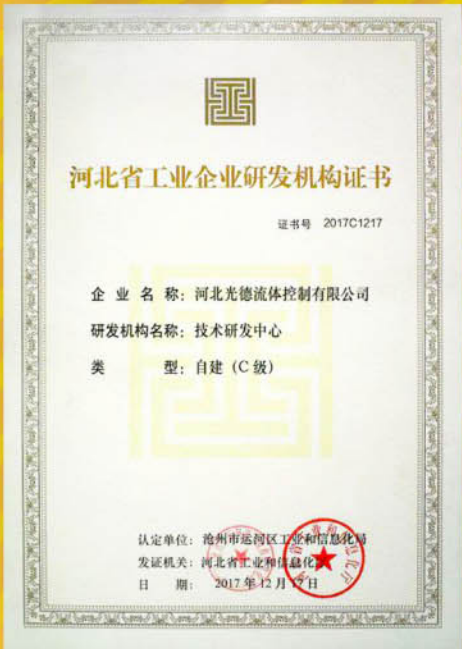 河北省工业企业研发机构证书
证书号 2017C1217
企业名称：河北光德流体控制有限公司
研发机构名称：技术研发中心
类型：自建（C级）
认定单位：沧州市运河区工业和信息化局
发证机关：河北省工业和信息化
日期：2017年12月17日